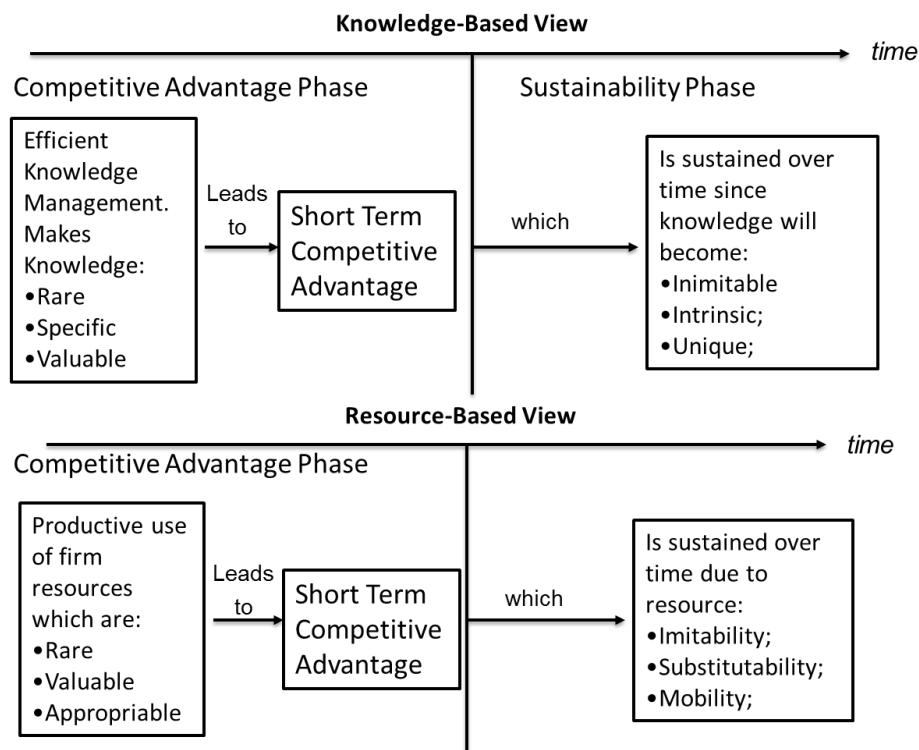 Knowledge-Based View
time
Competitive Advantage Phase
Sustainability Phase
Efficient
Knowledge
Management.
Makes
Knowledge:
•Rare
•Specific
•Valuable
Leads
to
Short Term
Competitive
Advantage
which
Is sustained over
time since
knowledge will
become:
•Inimitable
•Intrinsic;
•Unique;
Resource-Based View
time
Competitive Advantage Phase
Productive use
of firm
resources
which are:
•Rare
•Valuable
•Appropriable
Leads
to
Short Term
Competitive
Advantage
which
Is sustained over
time due to
resource:
•Imitability;
•Substitutability;
•Mobility;